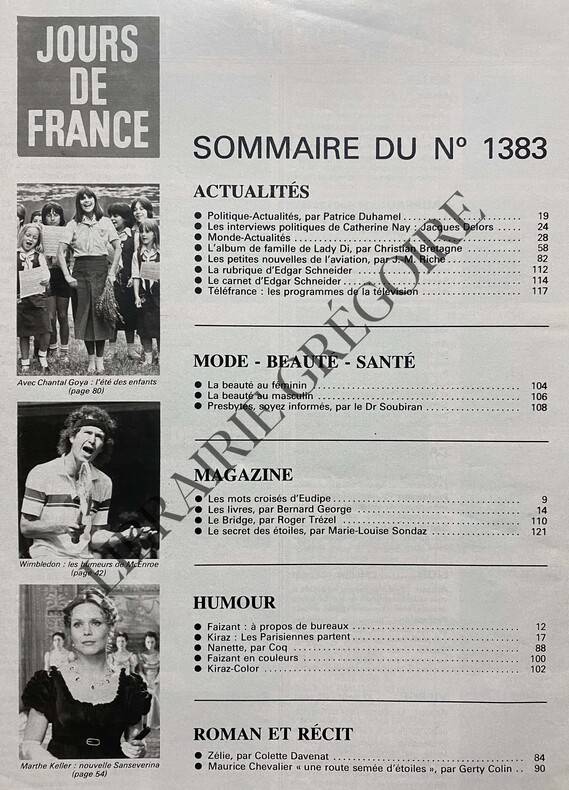 JOURS
DE
FRANCE
SOMMAIRE DU Nº 1383
ACTUALITÉS
● Politique-Actualités, par Patrice Duhamel ........................ 19
● Les interviews politiques de Catherine Nay : Jacques Delors ..... 24
● Monde-Actualités ........................ 28
● L'album de famille de Lady Di, par Christian Bretagne ........... 58
● Les petites nouvelles de l'aviation, par J.-M. Riche ............ 82
● La rubrique d'Edgar Schneider ........................ 112
● Le carnet d'Edgar Schneider ........................ 114
● Téléfrance : les programmes de la télévision ........................ 117
Avec Chantal Goya : l'été des enfants
(page 80)
MODE - BEAUTÉ - SANTÉ
● La beauté au féminin ........................ 104
● La beauté au masculin ........................ 106
● Presbytes, soyez informés, par le Dr Soubiran ................... 108
Wimbledon : les humeurs de McEnroe
(page 42)
MAGAZINE
● Les mots croisés d'Eudipe ........................ 9
● Les livres, par Bernard George ........................ 14
● Le Bridge, par Roger Trézel ........................ 110
● Le secret des étoiles, par Marie-Louise Sondaz .................. 121
HUMOUR
● Faizant : à propos de bureaux ........................ 12
● Kiraz : Les Parisiennes partent ........................ 17
● Nanette, par Coq ........................ 88
● Faizant en couleurs ........................ 100
● Kiraz-Color ........................ 102
Marthe Keller : nouvelle Sanseverina
(page 54)
ROMAN ET RÉCIT
● Zélie, par Colette Davenat ........................ 84
● Maurice Chevalier « une route semée d'étoiles », par Gerty Colin .. 90
LIBRAIRIE GRÉGOIRE